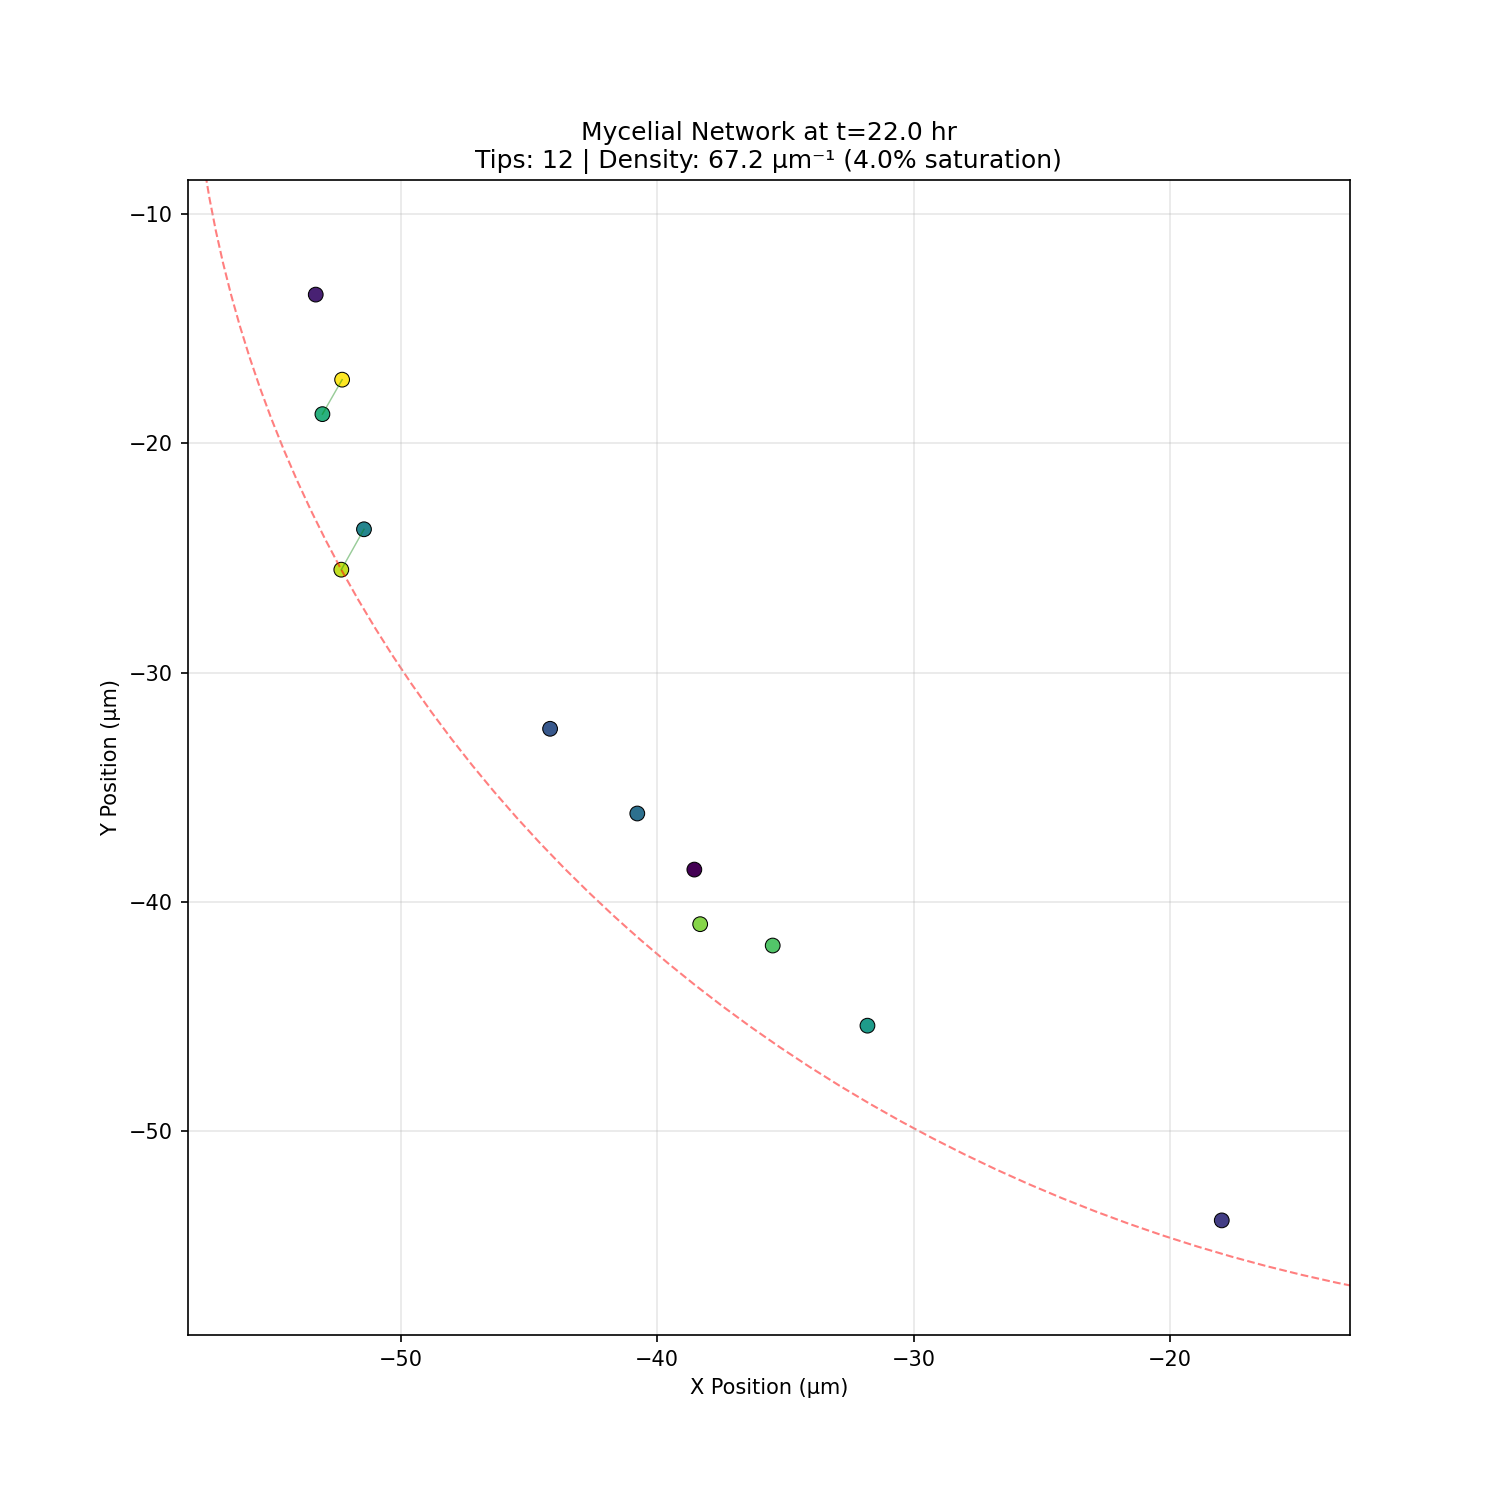 Mycelial Network at t=22.0 hr
Tips: 12 | Density: 67.2 μm⁻¹ (4.0% saturation)
−10
−20
−30
−40
−50
Y Position (μm)
−50 −40 −30 −20
X Position (μm)